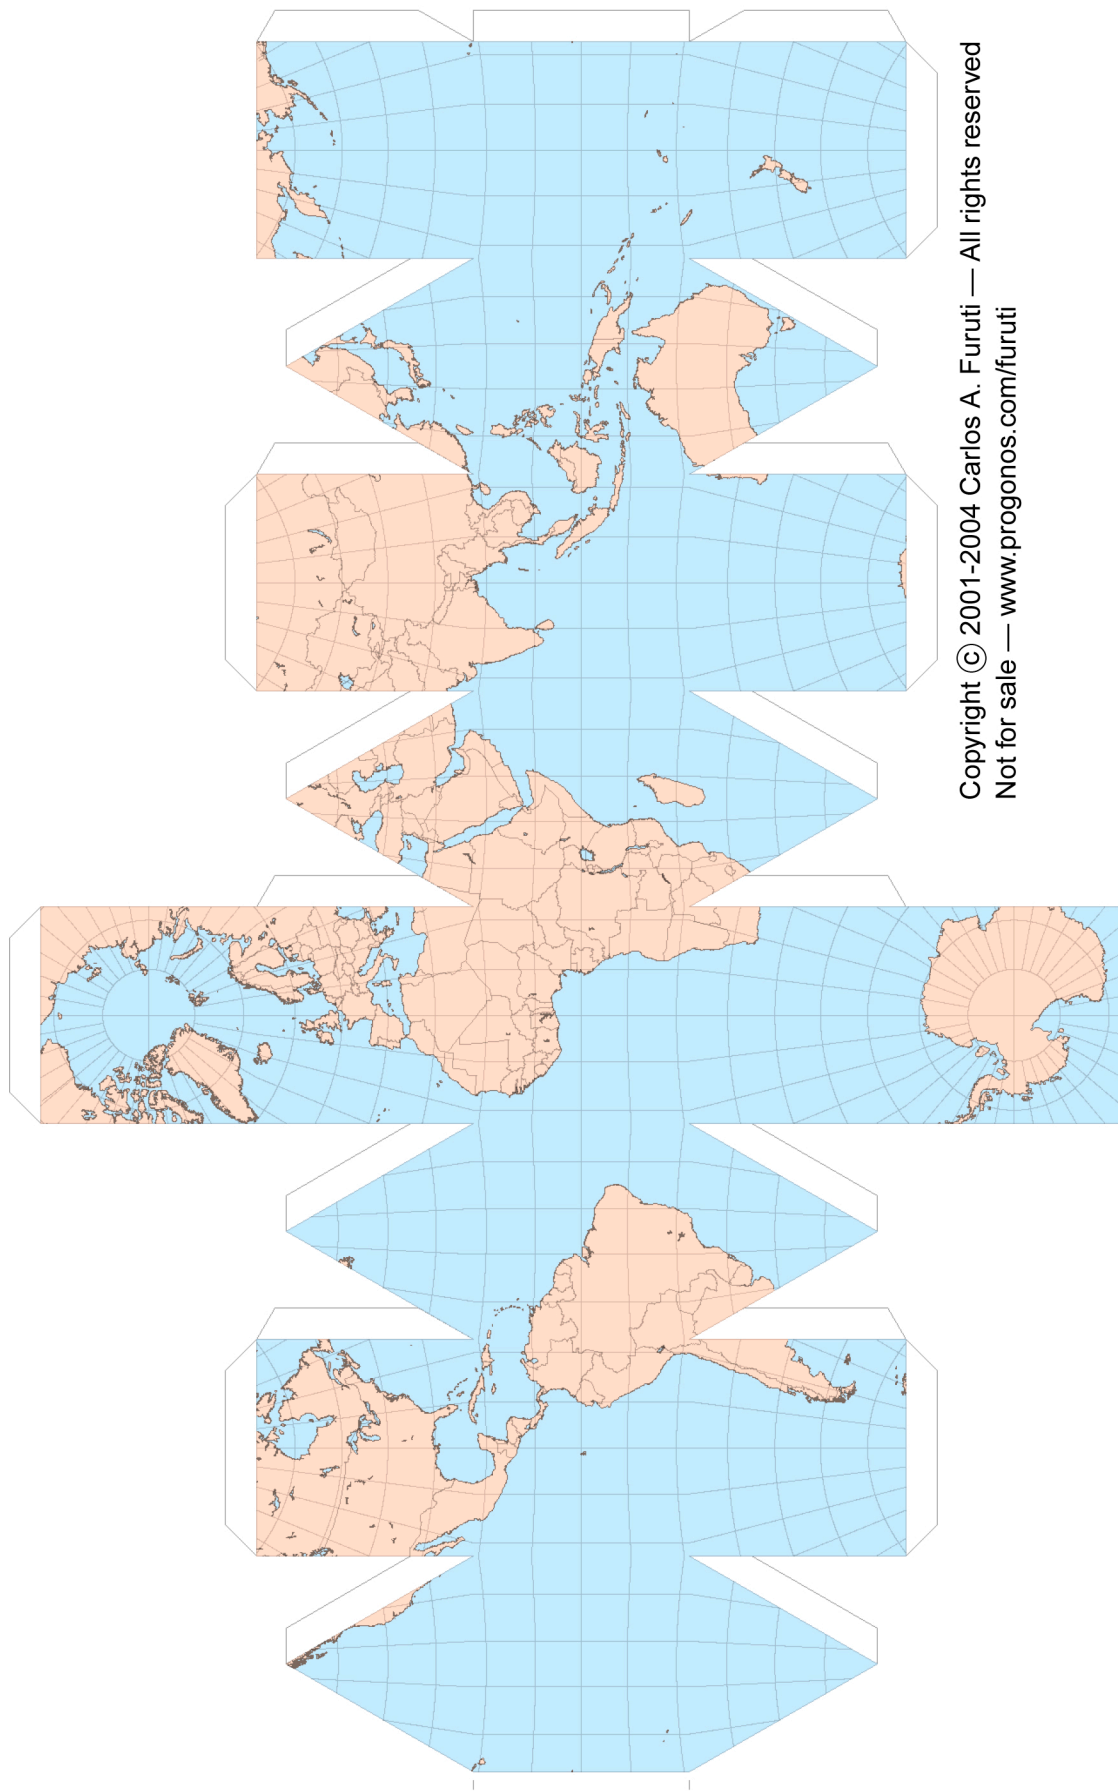 Copyright ⓒ 2001-2004 Carlos A. Furuti — All rights reserved
Not for sale — www.progonos.com/furuti